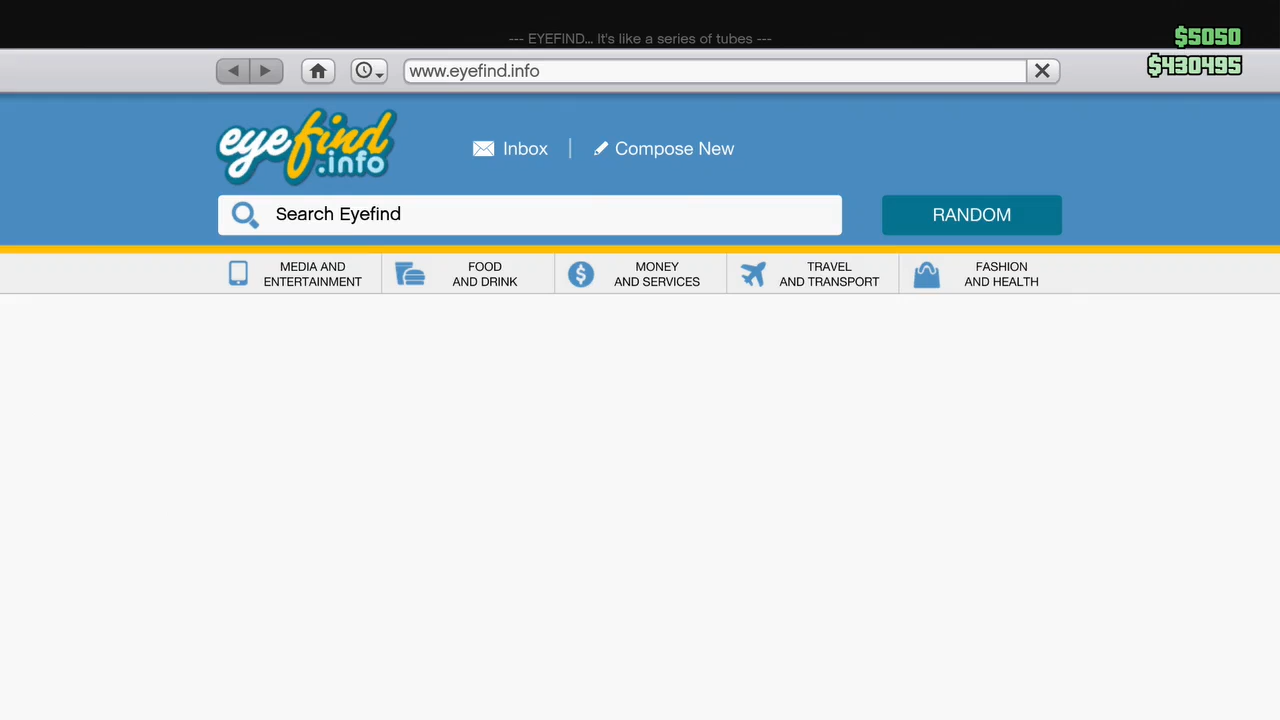 --- EYEFIND... It's like a series of tubes ---
$5050
$430495
www.eyefind.info
eyefind
.info
Inbox
Compose New
Search Eyefind
RANDOM
MEDIA AND
ENTERTAINMENT
FOOD
AND DRINK
MONEY
AND SERVICES
TRAVEL
AND TRANSPORT
FASHION
AND HEALTH